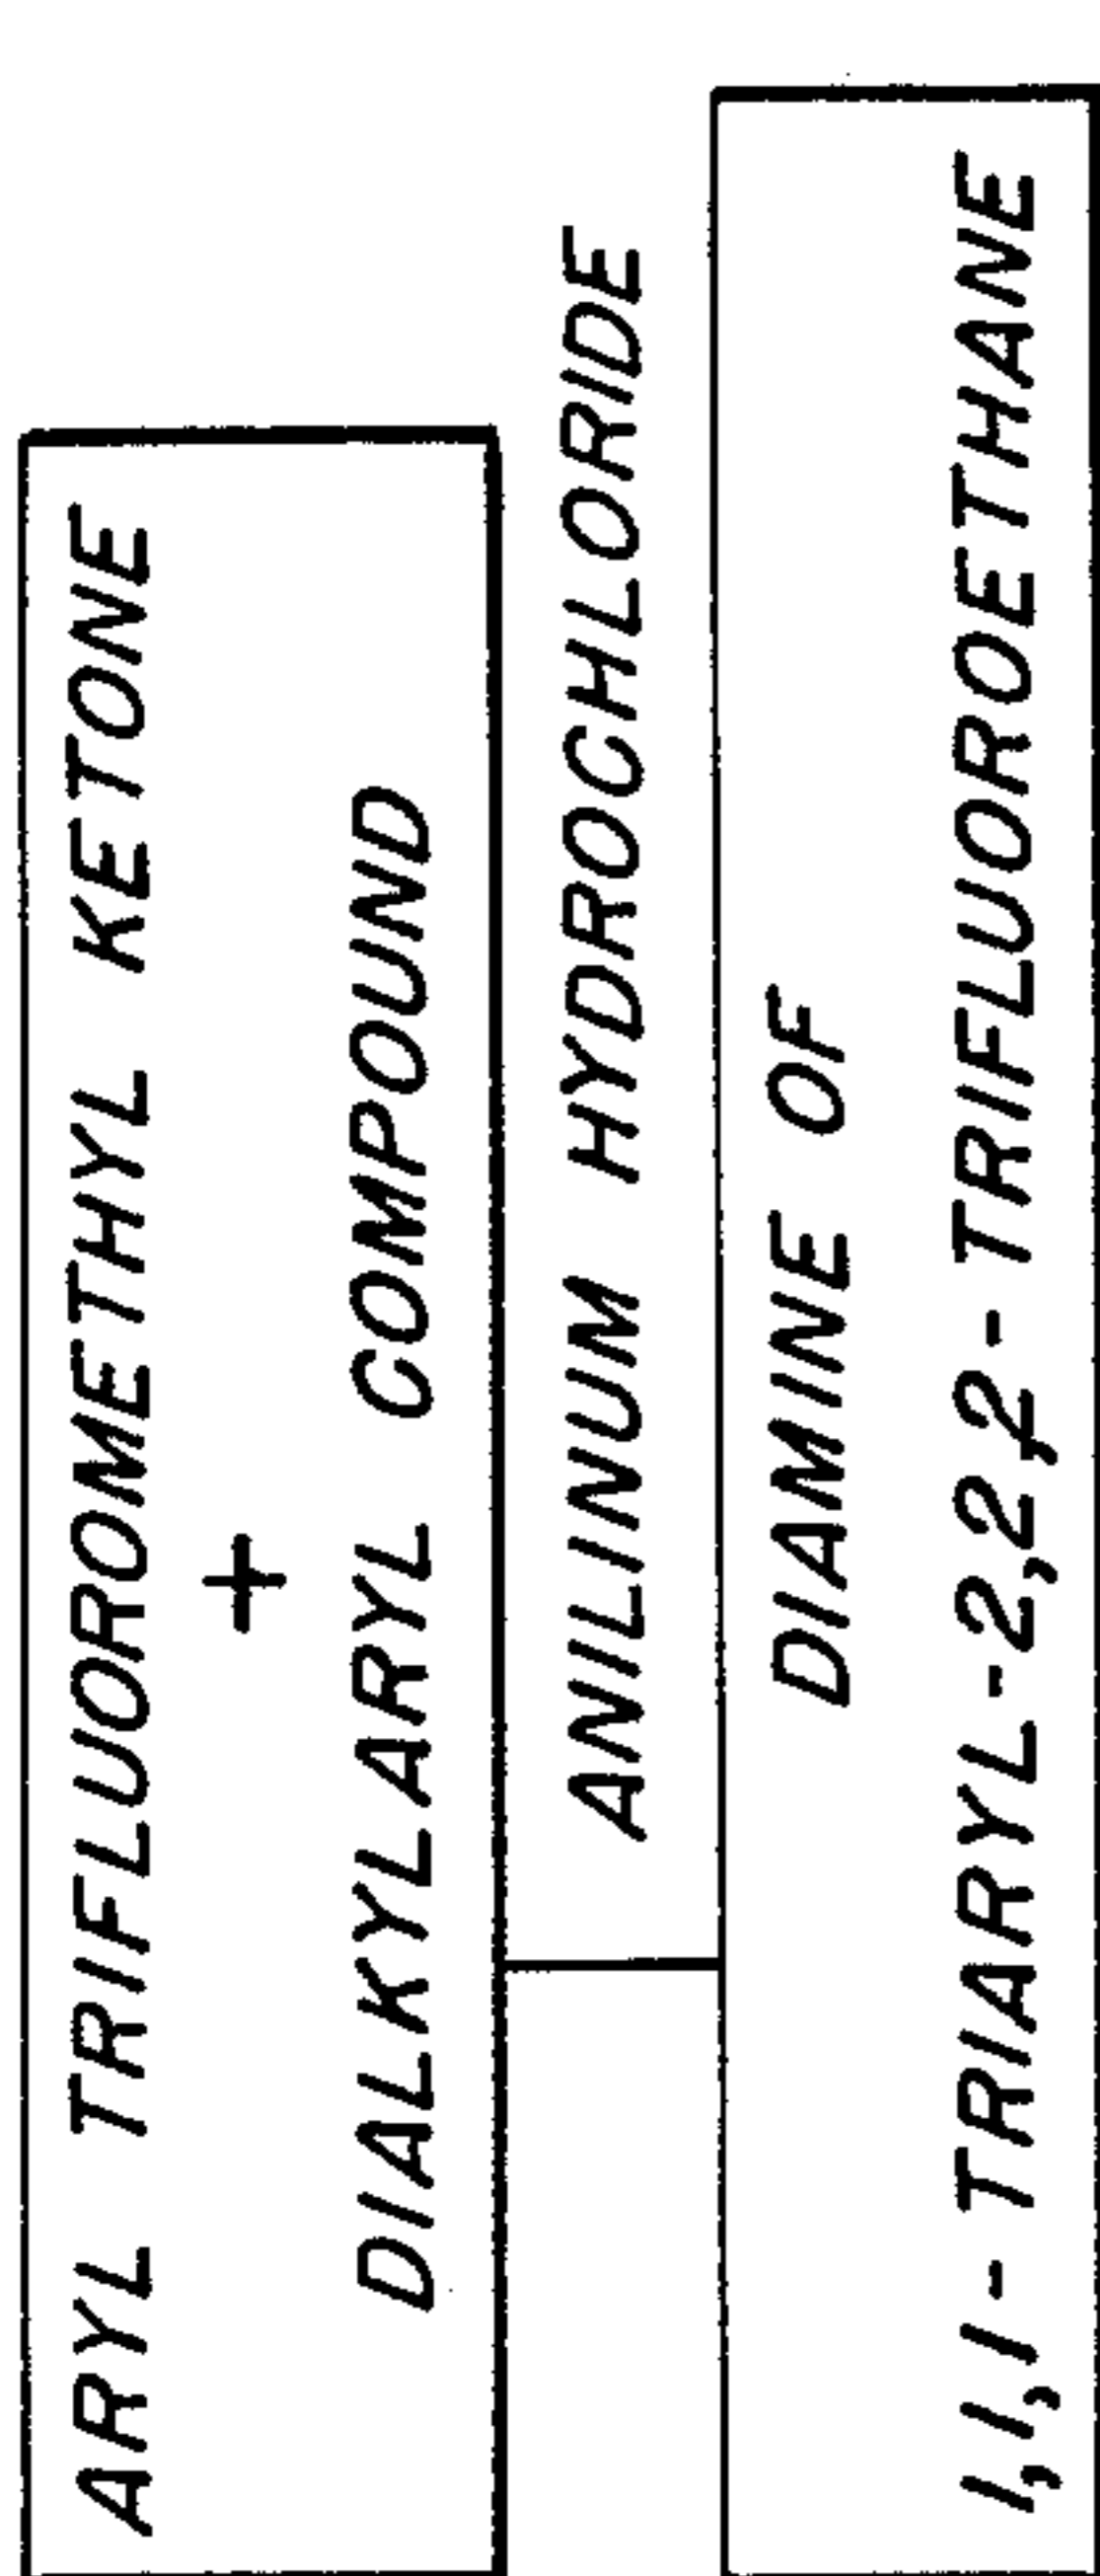 ARYL TRIFLUOROMETHYL KETONE
+
DIALKYLARYL COMPOUND
ANILINUM HYDROCHLORIDE
DIAMINE OF
1,1,1-TRIARYL-2,2,2-TRIFLUOROETHANE